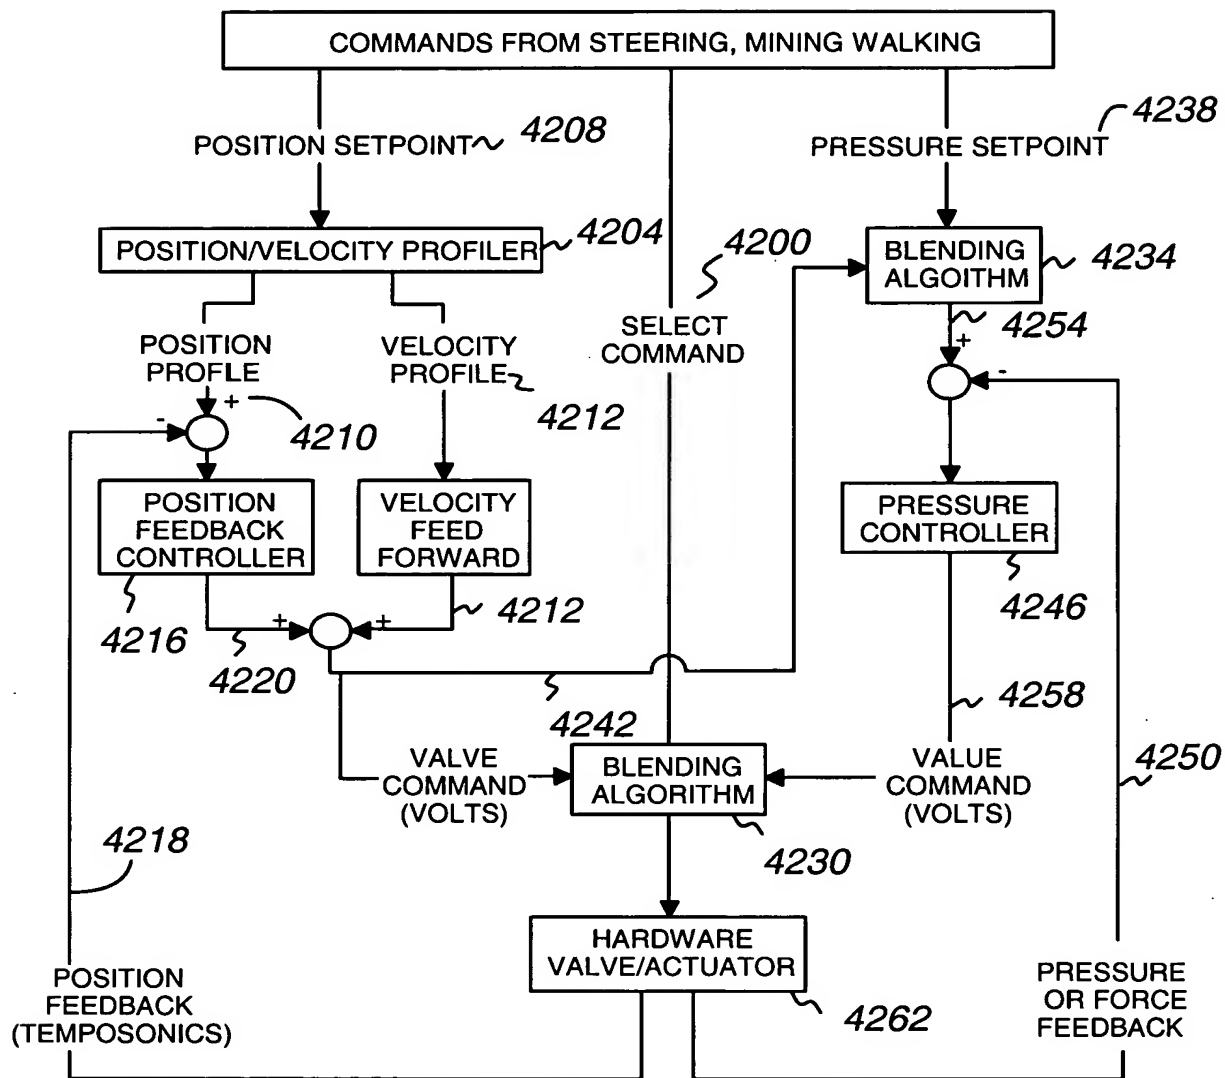 COMMANDS FROM STEERING, MINING WALKING
POSITION SETPOINT
4208
PRESSURE SETPOINT
4238
POSITION/VELOCITY PROFILER
4204
4200
BLENDING
ALGOITHM
4234
4254
+
-
SELECT
COMMAND
POSITION
PROFLE
VELOCITY
PROFILE
4212
+
-
4210
POSITION
FEEDBACK
CONTROLLER
VELOCITY
FEED
FORWARD
PRESSURE
CONTROLLER
4246
4216
+
+
4212
4220
4242
4258
VALVE
COMMAND
(VOLTS)
BLENDING
ALGORITHM
VALUE
COMMAND
(VOLTS)
4250
4230
4218
HARDWARE
VALVE/ACTUATOR
4262
POSITION
FEEDBACK
(TEMPOSONICS)
PRESSURE
OR FORCE
FEEDBACK